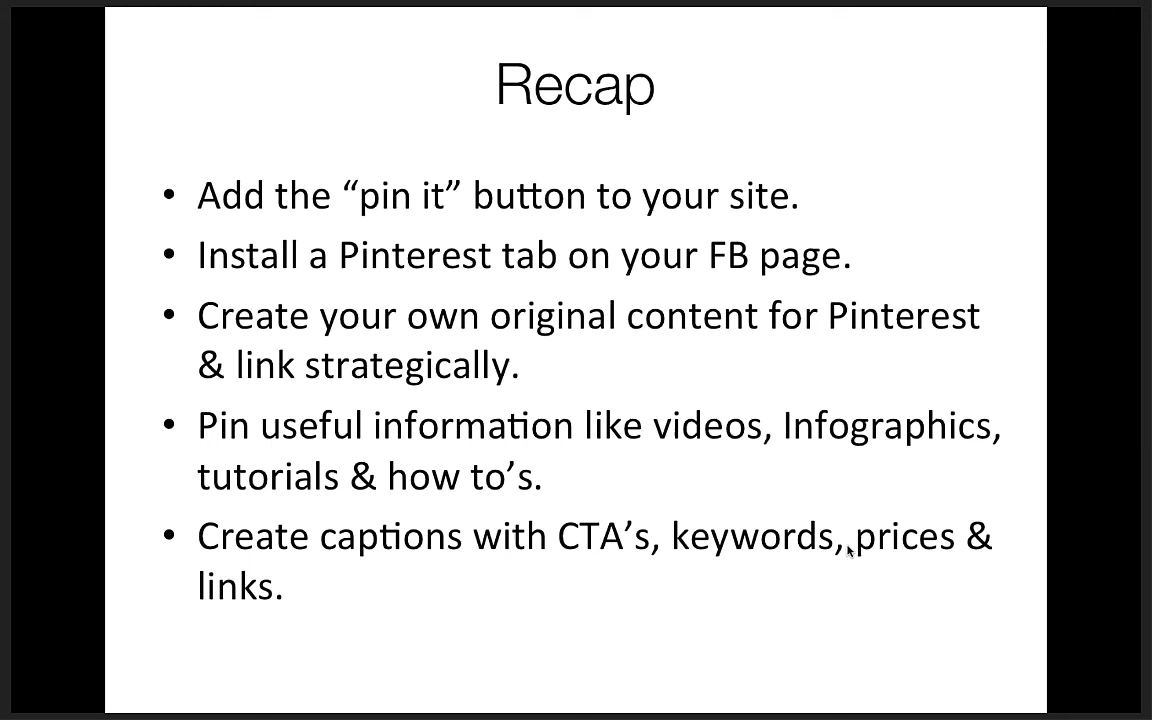 Recap
• Add the “pin it” button to your site.
• Install a Pinterest tab on your FB page.
• Create your own original content for Pinterest
& link strategically.
• Pin useful information like videos, Infographics,
tutorials & how to’s.
• Create captions with CTA’s, keywords, prices &
links.